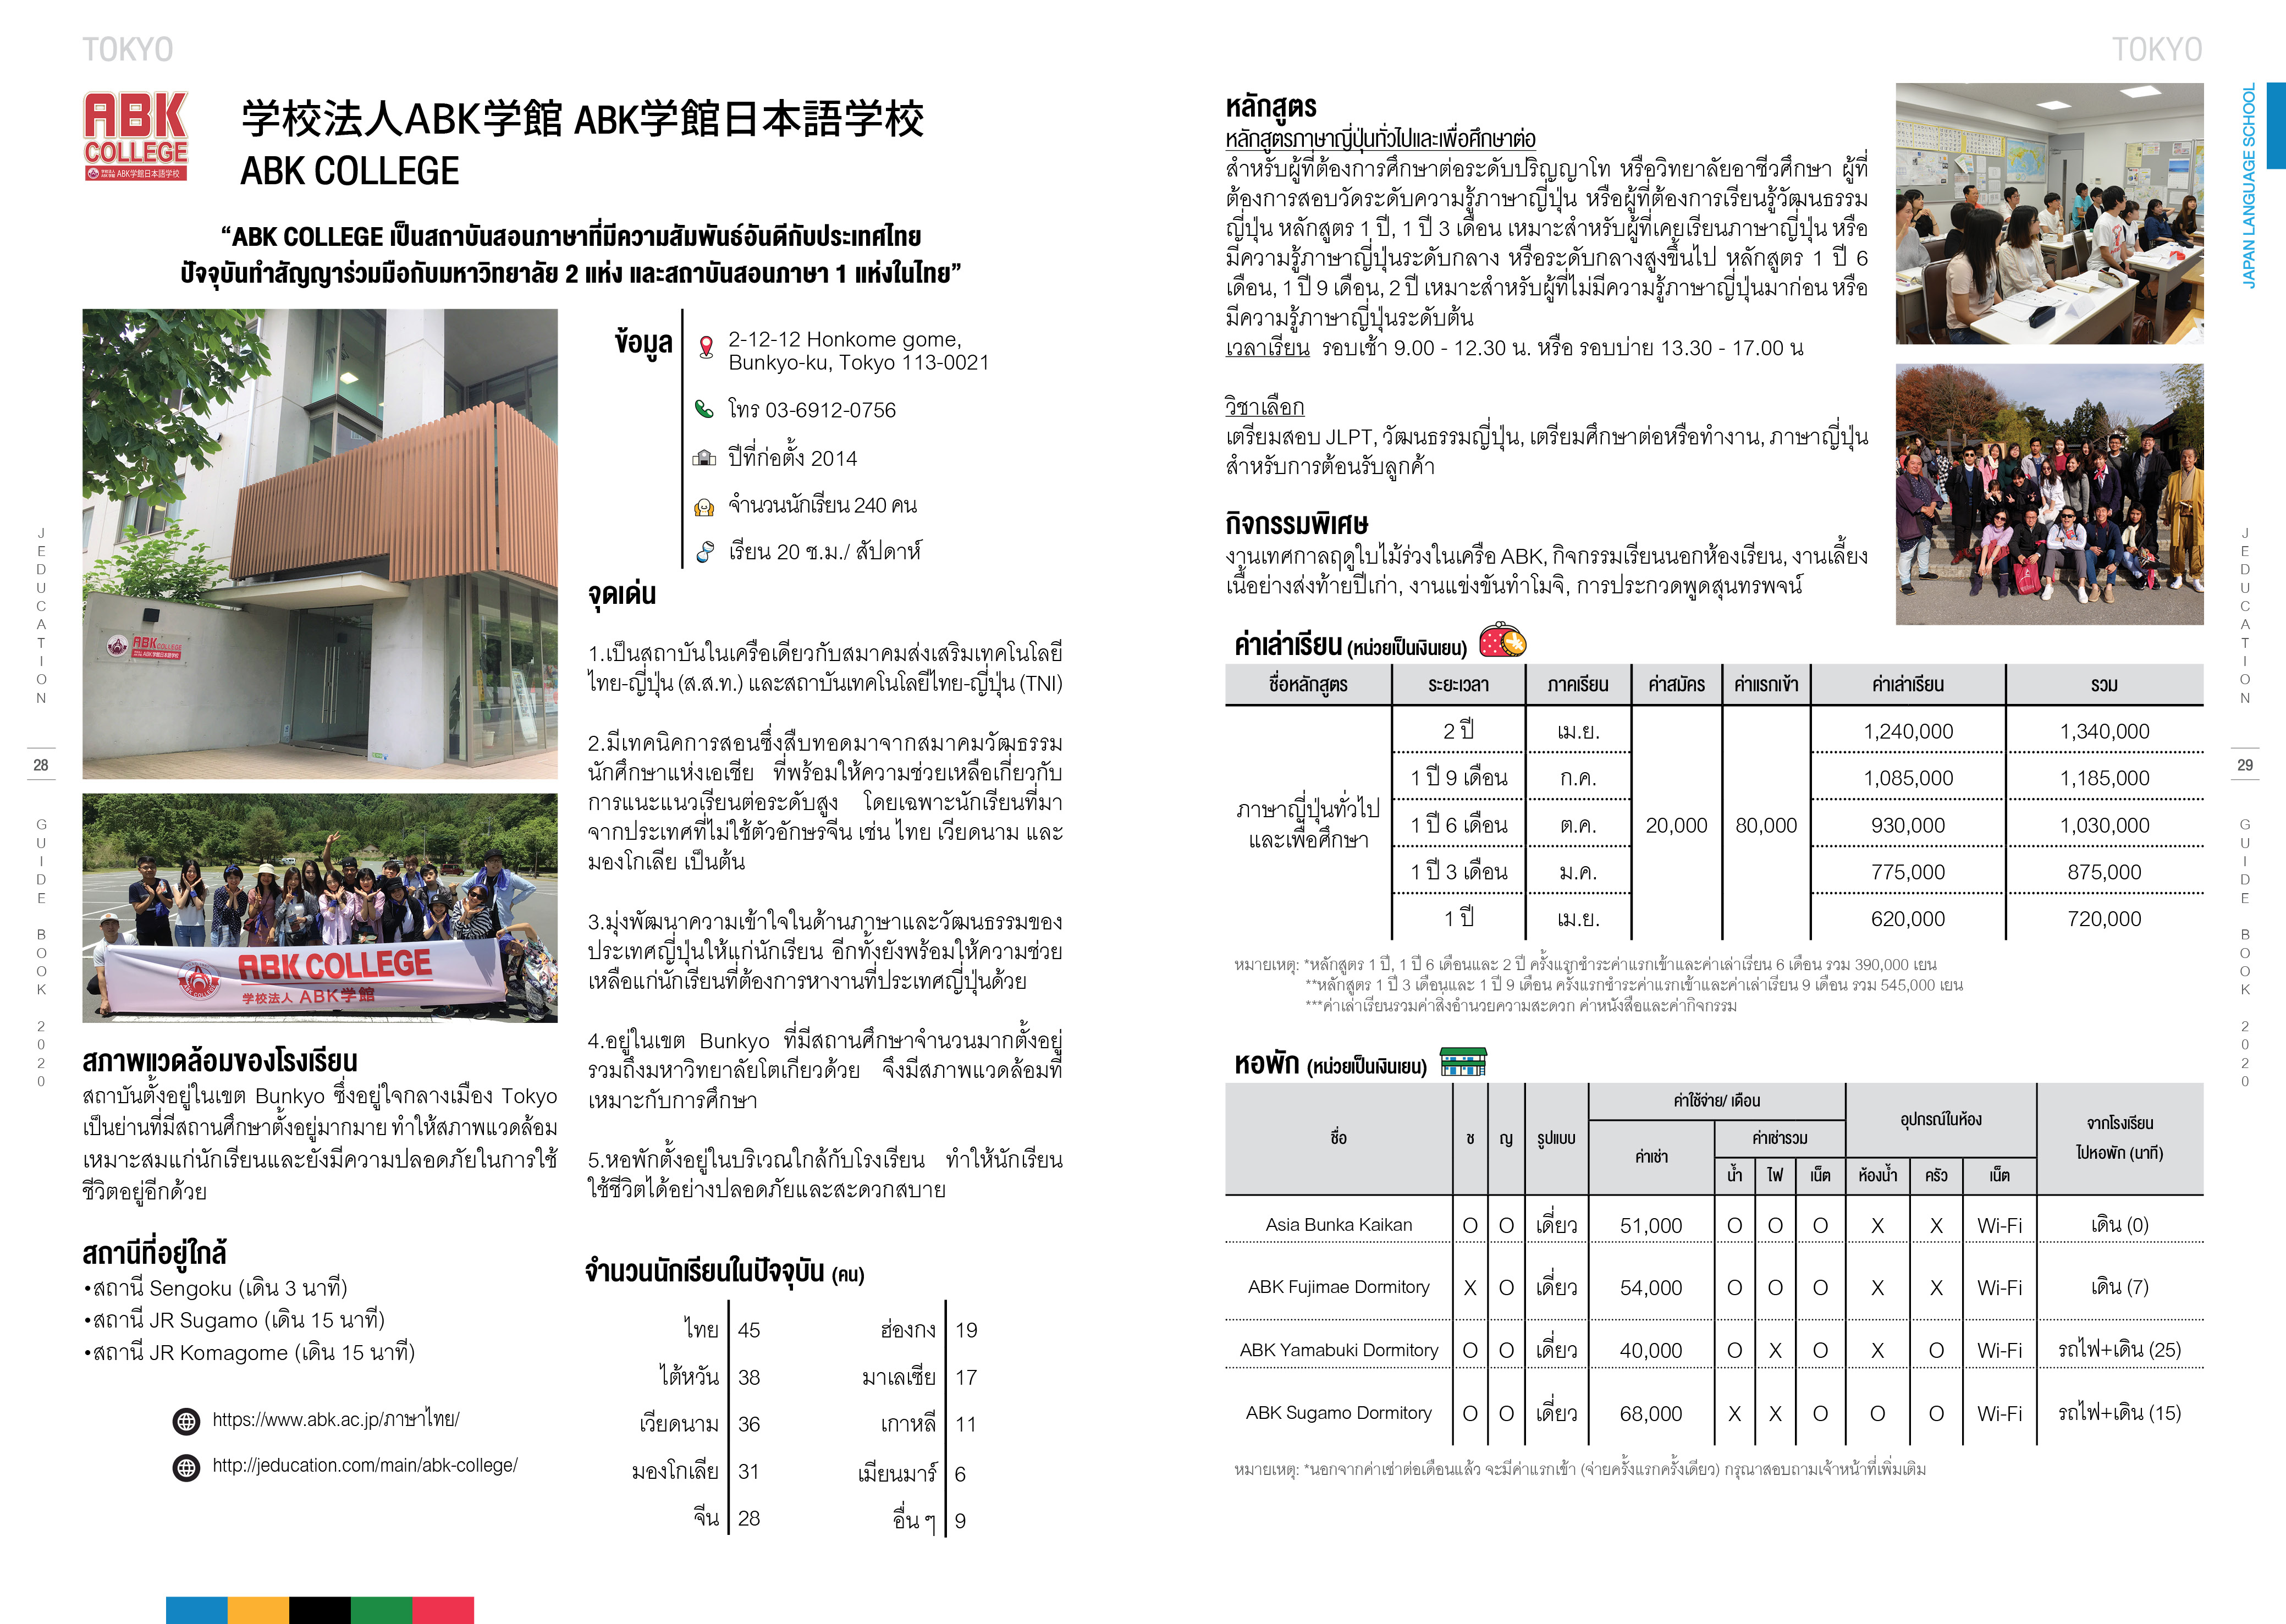 TOKYO
ABK
COLLEGE
ABK学館日本語学校
学校法人ABK学館 ABK学館日本語学校
ABK COLLEGE
“ABK COLLEGE เป็นสถาบันสอนภาษาที่มีความสัมพันธ์อันดีกับประเทศไทย
ปัจจุบันทำสัญญาร่วมมือกับมหาวิทยาลัย 2 แห่ง และสถาบันสอนภาษา 1 แห่งในไทย”
ข้อมูล
2-12-12 Honkome gome,
Bunkyo-ku, Tokyo 113-0021
โทร 03-6912-0756
ปีที่ก่อตั้ง 2014
จำนวนนักเรียน 240 คน
เรียน 20 ช.ม./ สัปดาห์
ABK COLLEGE
ABK学館日本語学校
ABK COLLEGE
学校法人 ABK学館
จุดเด่น
1.เป็นสถาบันในเครือเดียวกับสมาคมส่งเสริมเทคโนโลยี
ไทย-ญี่ปุ่น (ส.ส.ท.) และสถาบันเทคโนโลยีไทย-ญี่ปุ่น (TNI)
2.มีเทคนิคการสอนซึ่งสืบทอดมาจากสมาคมวัฒธรรม
นักศึกษาแห่งเอเชีย ที่พร้อมให้ความช่วยเหลือเกี่ยวกับ
การแนะแนวเรียนต่อระดับสูง โดยเฉพาะนักเรียนที่มา
จากประเทศที่ไม่ใช้ตัวอักษรจีน เช่น ไทย เวียดนาม และ
มองโกเลีย เป็นต้น
3.มุ่งพัฒนาความเข้าใจในด้านภาษาและวัฒนธรรมของ
ประเทศญี่ปุ่นให้แก่นักเรียน อีกทั้งยังพร้อมให้ความช่วย
เหลือแก่นักเรียนที่ต้องการหางานที่ประเทศญี่ปุ่นด้วย
4.อยู่ในเขต Bunkyo ที่มีสถานศึกษาจำนวนมากตั้งอยู่
รวมถึงมหาวิทยาลัยโตเกียวด้วย จึงมีสภาพแวดล้อมที่
เหมาะกับการศึกษา
5.หอพักตั้งอยู่ในบริเวณใกล้กับโรงเรียน ทำให้นักเรียน
ใช้ชีวิตได้อย่างปลอดภัยและสะดวกสบาย
สภาพแวดล้อมของโรงเรียน
สถาบันตั้งอยู่ในเขต Bunkyo ซึ่งอยู่ใจกลางเมือง Tokyo
เป็นย่านที่มีสถานศึกษาตั้งอยู่มากมาย ทำให้สภาพแวดล้อม
เหมาะสมแก่นักเรียนและยังมีความปลอดภัยในการใช้
ชีวิตอยู่อีกด้วย
สถานีที่อยู่ใกล้
•สถานี Sengoku (เดิน 3 นาที)
•สถานี JR Sugamo (เดิน 15 นาที)
•สถานี JR Komagome (เดิน 15 นาที)
https://www.abk.ac.jp/ภาษาไทย/
http://jeducation.com/main/abk-college/
จำนวนนักเรียนในปัจจุบัน (คน)
ไทย 45 ฮ่องกง 19
ไต้หวัน 38 มาเลเซีย 17
เวียดนาม 36 เกาหลี 11
มองโกเลีย 31 เมียนมาร์ 6
จีน 28 อื่น ๆ 9
JEDUCATION
28
GUIDE BOOK 2020
TOKYO
JAPAN LANGUAGE SCHOOL
หลักสูตร
หลักสูตรภาษาญี่ปุ่นทั่วไปและเพื่อศึกษาต่อ
สำหรับผู้ที่ต้องการศึกษาต่อระดับปริญญาโท หรือวิทยาลัยอาชีวศึกษา ผู้ที่
ต้องการสอบวัดระดับความรู้ภาษาญี่ปุ่น หรือผู้ที่ต้องการเรียนรู้วัฒนธรรม
ญี่ปุ่น หลักสูตร 1 ปี, 1 ปี 3 เดือน เหมาะสำหรับผู้ที่เคยเรียนภาษาญี่ปุ่น หรือ
มีความรู้ภาษาญี่ปุ่นระดับกลาง หรือระดับกลางสูงขึ้นไป หลักสูตร 1 ปี 6
เดือน, 1 ปี 9 เดือน, 2 ปี เหมาะสำหรับผู้ที่ไม่มีความรู้ภาษาญี่ปุ่นมาก่อน หรือ
มีความรู้ภาษาญี่ปุ่นระดับต้น
เวลาเรียน รอบเช้า 9.00 - 12.30 น. หรือ รอบบ่าย 13.30 - 17.00 น
วิชาเลือก
เตรียมสอบ JLPT, วัฒนธรรมญี่ปุ่น, เตรียมศึกษาต่อหรือทำงาน, ภาษาญี่ปุ่น
สำหรับการต้อนรับลูกค้า
กิจกรรมพิเศษ
งานเทศกาลฤดูใบไม้ร่วงในเครือ ABK, กิจกรรมเรียนนอกห้องเรียน, งานเลี้ยง
เนื้อย่างส่งท้ายปีเก่า, งานแข่งขันทำโมจิ, การประกวดพูดสุนทรพจน์
ค่าเล่าเรียน (หน่วยเป็นเงินเยน)
ชื่อหลักสูตร ระยะเวลา ภาคเรียน ค่าสมัคร ค่าแรกเข้า ค่าเล่าเรียน รวม
ภาษาญี่ปุ่นทั่วไป
และเพื่อศึกษา
2 ปี เม.ย. 1,240,000 1,340,000
1 ปี 9 เดือน ก.ค. 1,085,000 1,185,000
1 ปี 6 เดือน ต.ค. 20,000 80,000 930,000 1,030,000
1 ปี 3 เดือน ม.ค. 775,000 875,000
1 ปี เม.ย. 620,000 720,000
หมายเหตุ: *หลักสูตร 1 ปี, 1 ปี 6 เดือนและ 2 ปี ครั้งแรกชำระค่าแรกเข้าและค่าเล่าเรียน 6 เดือน รวม 390,000 เยน
**หลักสูตร 1 ปี 3 เดือนและ 1 ปี 9 เดือน ครั้งแรกชำระค่าแรกเข้าและค่าเล่าเรียน 9 เดือน รวม 545,000 เยน
***ค่าเล่าเรียนรวมค่าสิ่งอำนวยความสะดวก ค่าหนังสือและค่ากิจกรรม
หอพัก (หน่วยเป็นเงินเยน)
ชื่อ ช ญ รูปแบบ ค่าใช้จ่าย/ เดือน อุปกรณ์ในห้อง จากโรงเรียน
ไปหอพัก (นาที)
ค่าเช่า ค่าเช่ารวม
น้ำ ไฟ เน็ต ห้องน้ำ ครัว เน็ต
Asia Bunka Kaikan O O เดี่ยว 51,000 O O O X X Wi-Fi เดิน (0)
ABK Fujimae Dormitory X O เดี่ยว 54,000 O O O X X Wi-Fi เดิน (7)
ABK Yamabuki Dormitory O O เดี่ยว 40,000 O X O X O Wi-Fi รถไฟ+เดิน (25)
ABK Sugamo Dormitory O O เดี่ยว 68,000 X X O O O Wi-Fi รถไฟ+เดิน (15)
หมายเหตุ: *นอกจากค่าเช่าต่อเดือนแล้ว จะมีค่าแรกเข้า (จ่ายครั้งแรกครั้งเดียว) กรุณาสอบถามเจ้าหน้าที่เพิ่มเติม
JEDUCATION
29
GUIDE BOOK 2020